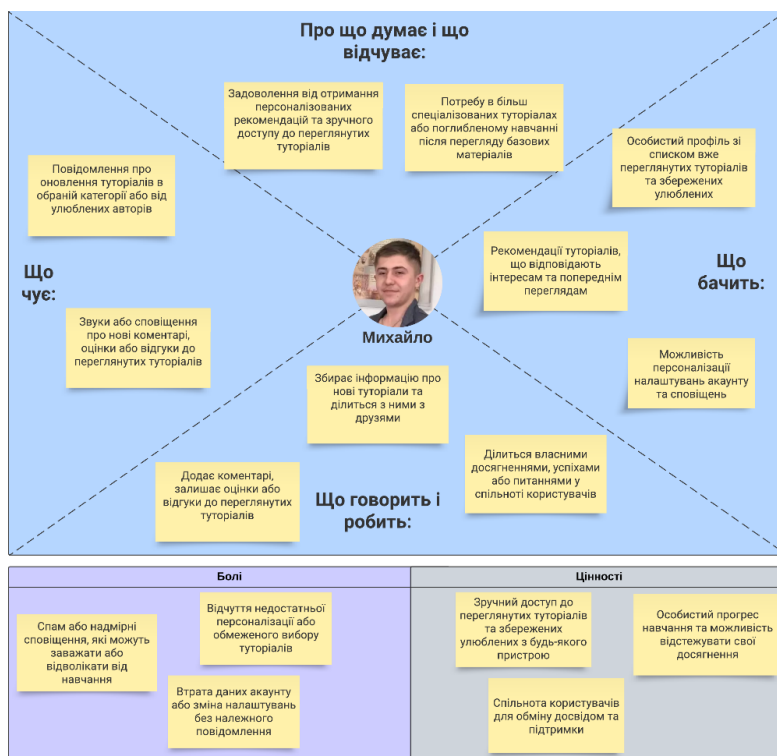 Про що думає і що
відчуває:
Задоволення від отримання
персоналізованих
рекомендацій та зручного
доступу до переглянутих
туторіалів
Потребу в більш
спеціалізованих туторіалах
або поглибленому навчанні
після перегляду базових
матеріалів
Особистий профіль зі
списком вже
переглянутих туторіалів
та збережених
улюблених
Повідомлення про
оновлення туторіалів в
обраній категорії або від
улюблених авторів
Рекомендації туторіалів,
що відповідають
інтересам та попереднім
переглядам
Що
чує:
Що
бачить:
Звуки або сповіщення
про нові коментарі,
оцінки або відгуки до
переглянутих туторіалів
Михайло
Можливість
персоналізації
налаштувань акаунту
та сповіщень
Збирає інформацію про
нові туторіали та
ділиться з ними з
друзями
Додає коментарі,
залишає оцінки або
відгуки до переглянутих
туторіалів
Що говорить і
робить:
Ділиться власними
досягненнями, успіхами
або питаннями у
спільноті користувачів
Болі
Спам або надмірні
сповіщення, які можуть
заважати або
відволікати від
навчання
Відчуття недостатньої
персоналізації або
обмеженого вибору
туторіалів
Втрата даних акаунту
або зміна налаштувань
без належного
повідомлення
Цінності
Зручний доступ до
переглянутих туторіалів
та збережених
улюблених з будь-якого
пристрою
Особистий прогрес
навчання та можливість
відстежувати свої
досягнення
Спільнота користувачів
для обміну досвідом та
підтримки